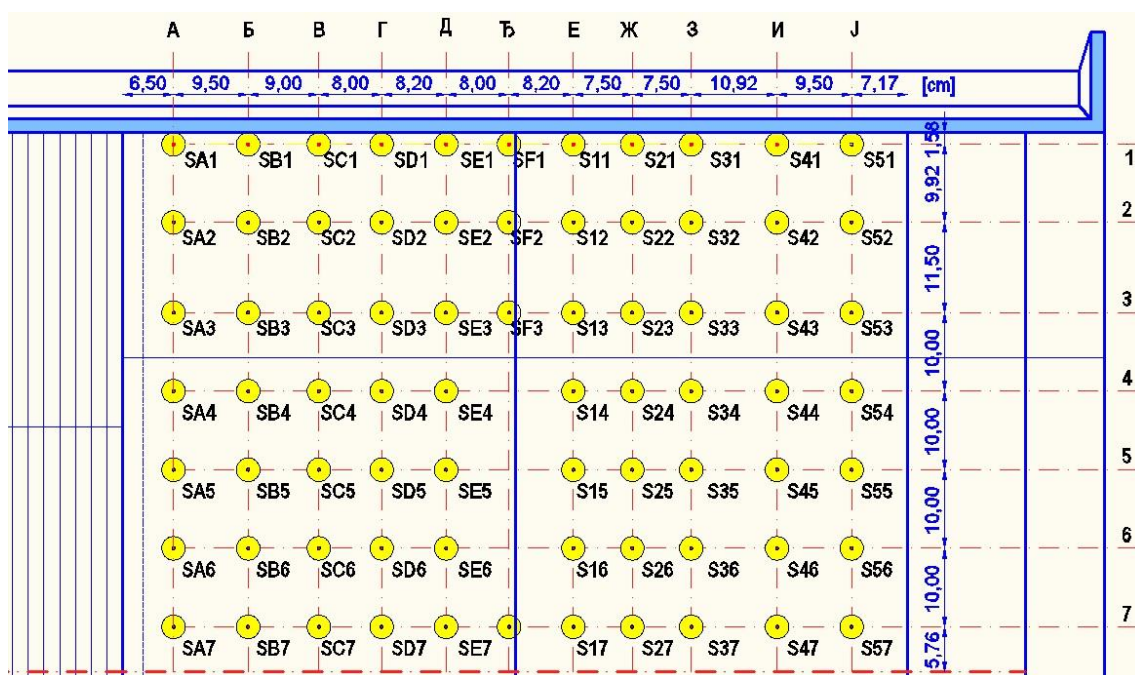 А Б В Г Д Ђ Е Ж З И Ј
6,50 9,50 9,00 8,00 8,20 8,00 8,20 7,50 7,50 10,92 9,50 7,17 [cm]
1,58
SA1 SB1 SC1 SD1 SE1 SF1 S11 S21 S31 S41 S51 1
9,92
SA2 SB2 SC2 SD2 SE2 SF2 S12 S22 S32 S42 S52 2
11,50
SA3 SB3 SC3 SD3 SE3 SF3 S13 S23 S33 S43 S53 3
10,00
SA4 SB4 SC4 SD4 SE4 S14 S24 S34 S44 S54 4
10,00
SA5 SB5 SC5 SD5 SE5 S15 S25 S35 S45 S55 5
10,00
SA6 SB6 SC6 SD6 SE6 S16 S26 S36 S46 S56 6
10,00
SA7 SB7 SC7 SD7 SE7 S17 S27 S37 S47 S57 7
5,76